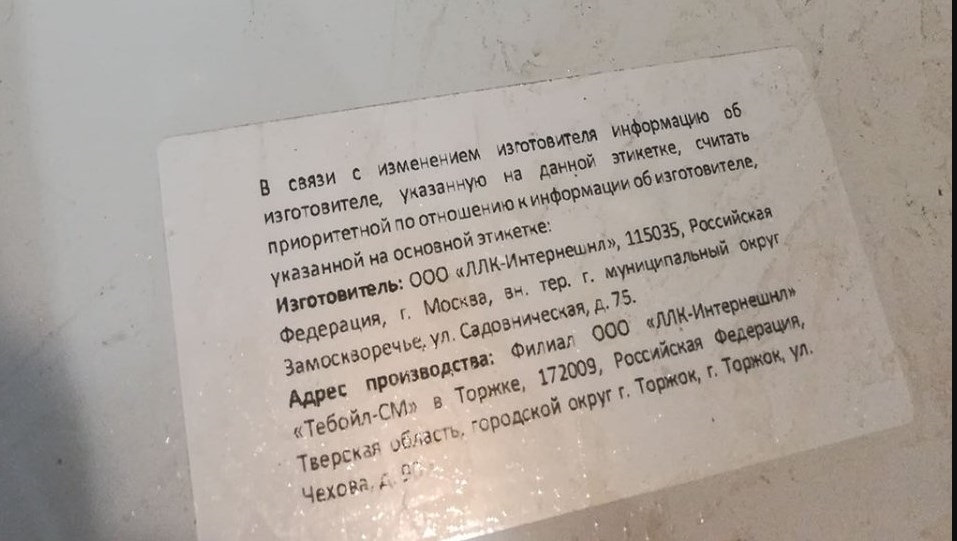 В связи с изменением изготовителя информацию об
изготовителе, указанную на данной этикетке, считать
приоритетной по отношению к информации об изготовителе,
указанной на основной этикетке:
Изготовитель: ООО «ЛЛК-Интернешнл», 115035, Российская
Федерация, г. Москва, вн. тер. г. муниципальный округ
Замоскворечье, ул. Садовническая, д. 75.
Адрес производства: Филиал ООО «ЛЛК-Интернешнл»
«Тебойл-СМ» в Торжке, 172009, Российская Федерация,
Тверская область, городской округ г. Торжок, г. Торжок, ул.
Чехова, д.